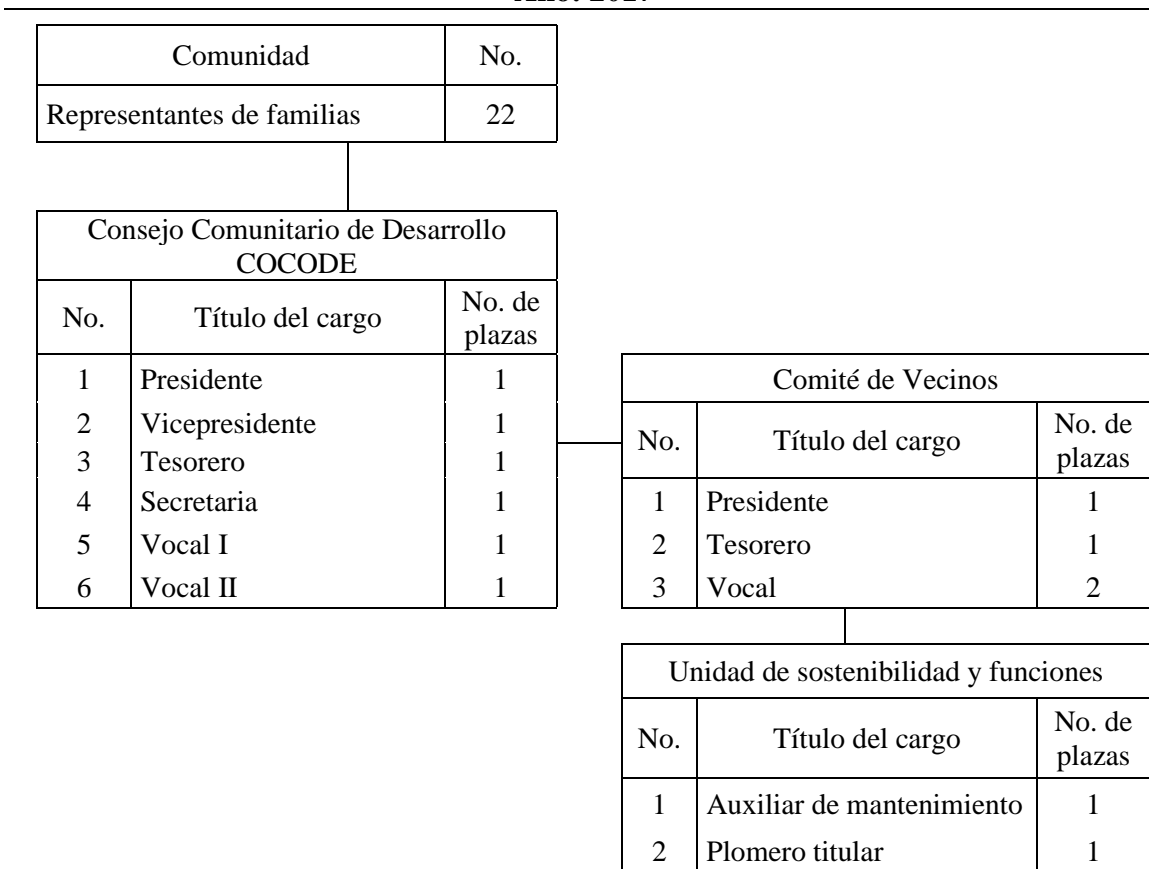 Comunidad No.
Representantes de familias 22
Consejo Comunitario de Desarrollo
COCODE
No. Título del cargo No. de
plazas
1 Presidente 1
2 Vicepresidente 1
3 Tesorero 1
4 Secretaria 1
5 Vocal I 1
6 Vocal II 1
Comité de Vecinos
No. Título del cargo No. de
plazas
1 Presidente 1
2 Tesorero 1
3 Vocal 2
Unidad de sostenibilidad y funciones
No. Título del cargo No. de
plazas
1 Auxiliar de mantenimiento 1
2 Plomero titular 1